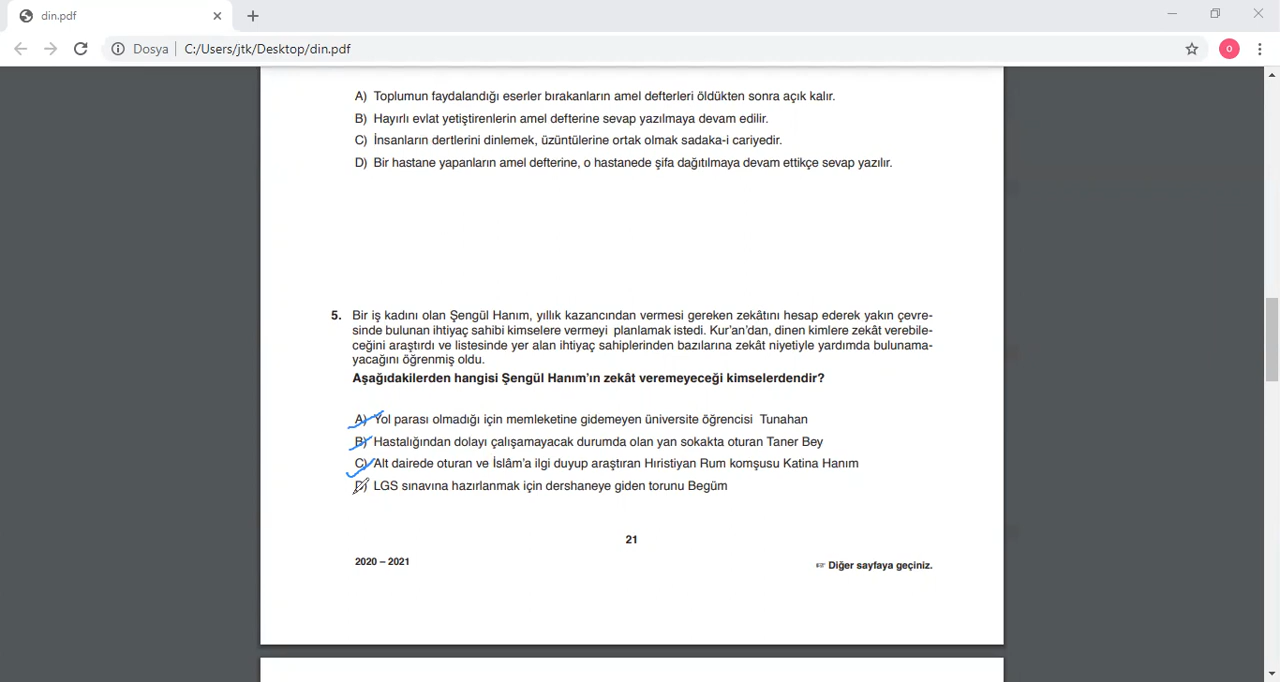 din.pdf
Dosya
C:/Users/jtk/Desktop/din.pdf
O
A) Toplumun faydalandığı eserler bırakanların amel defterleri öldükten sonra açık kalır.
B) Hayırlı evlat yetiştirenlerin amel defterine sevap yazılmaya devam edilir.
C) İnsanların dertlerini dinlemek, üzüntülerine ortak olmak sadaka-i cariyedir.
D) Bir hastane yapanların amel defterine, o hastanede şifa dağıtılmaya devam ettikçe sevap yazılır.
5. Bir iş kadını olan Şengül Hanım, yıllık kazancından vermesi gereken zekâtını hesap ederek yakın çevre-
sinde bulunan ihtiyaç sahibi kimselere vermeyi planlamak istedi. Kur'an'dan, dinen kimlere zekât verebile-
ceğini araştırdı ve listesinde yer alan ihtiyaç sahiplerinden bazılarına zekât niyetiyle yardımda bulunama-
yacağını öğrenmiş oldu.
Aşağıdakilerden hangisi Şengül Hanım'ın zekât veremeyeceği kimselerdendir?
A) Yol parası olmadığı için memleketine gidemeyen üniversite öğrencisi Tunahan
B) Hastalığından dolayı çalışamayacak durumda olan yan sokakta oturan Taner Bey
C) Alt dairede oturan ve İslâm'a ilgi duyup araştıran Hıristiyan Rum komşusu Katina Hanım
D) LGS sınavına hazırlanmak için dershaneye giden torunu Begüm
21
2020 – 2021
☞ Diğer sayfaya geçiniz.